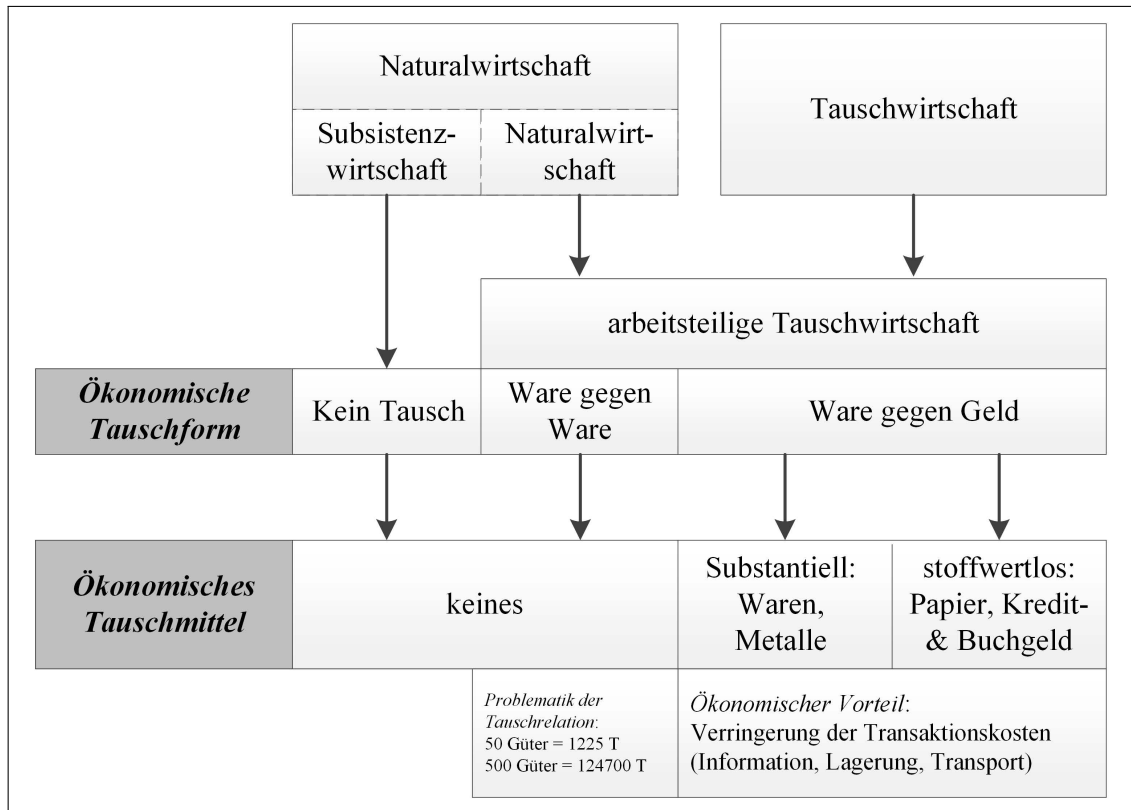 Naturalwirtschaft
Tauschwirtschaft
Subsistenz-
wirtschaft
Naturalwirt-
schaft
arbeitsteilige Tauschwirtschaft
Ökonomische
Tauschform
Kein Tausch
Ware gegen
Ware
Ware gegen Geld
Ökonomisches
Tauschmittel
keines
Substantiell:
Waren,
Metalle
stoffwertlos:
Papier, Kredit-
& Buchgeld
Problematik der
Tauschrelation:
50 Güter = 1225 T
500 Güter = 124700 T
Ökonomischer Vorteil:
Verringerung der Transaktionskosten
(Information, Lagerung, Transport)